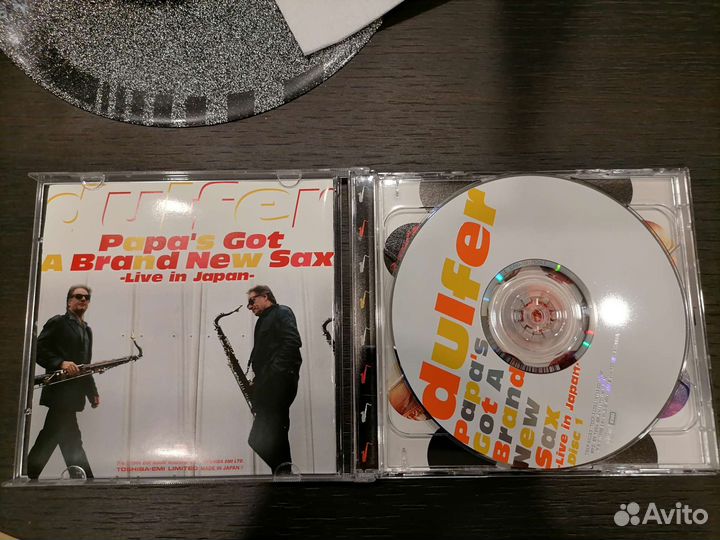 dulfer
Papa's Got
A Brand New Sax
-Live in Japan-
TOSHIBA-EMI LIMITED MADE IN JAPAN
dulfer
Papa's
Got A
Brand
New
Sax
-Live in Japan-
Disc 1
EMI
Avito